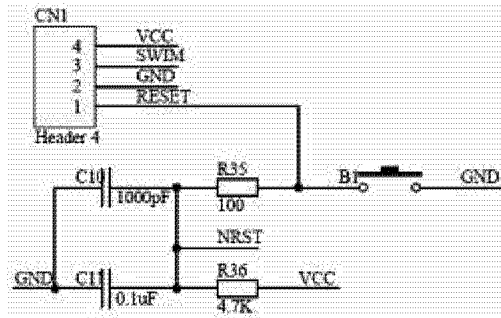 CN1
4 VCC
3 SWIM
2 GND
1 RESET
Header 4
C10 R35 B1 GND
1000pF 100
NRST
GND C11 R36 VCC
0.1uF 4.7K